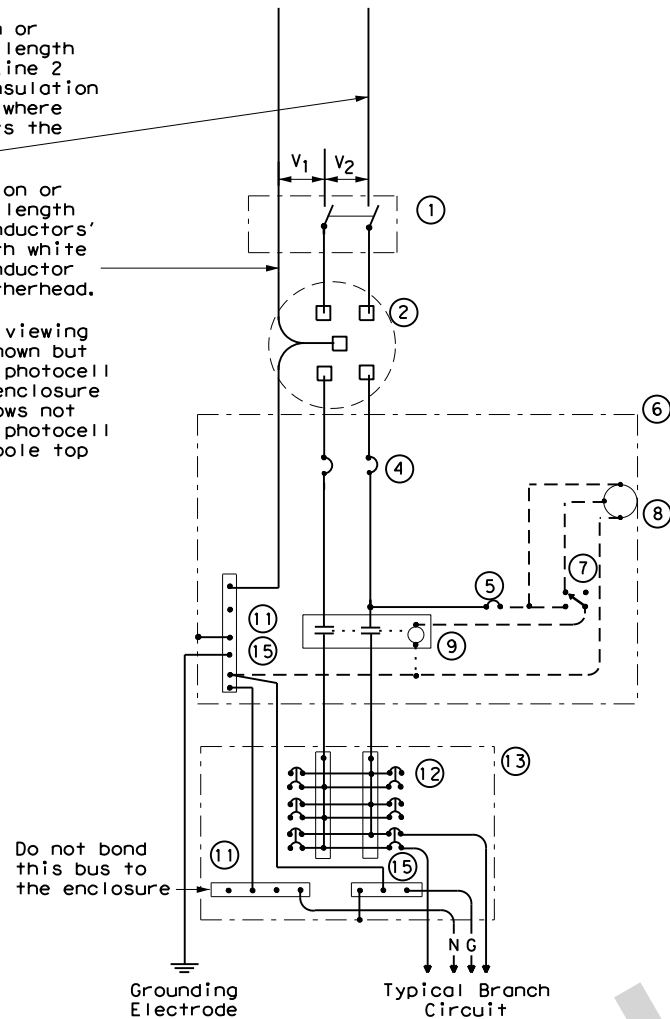 or
length
ine 2
nsulation
where
s the
on or
length
nductors'
h white
nductor
therhead.
viewing
own but
photocell
enclosure
ows not
photocell
pole top
V1
V2
1
2
6
4
8
7
5
11
9
15
13
12
11
15
Do not bond
this bus to
the enclosure
N G
Grounding
Electrode
Typical Branch
Circuit